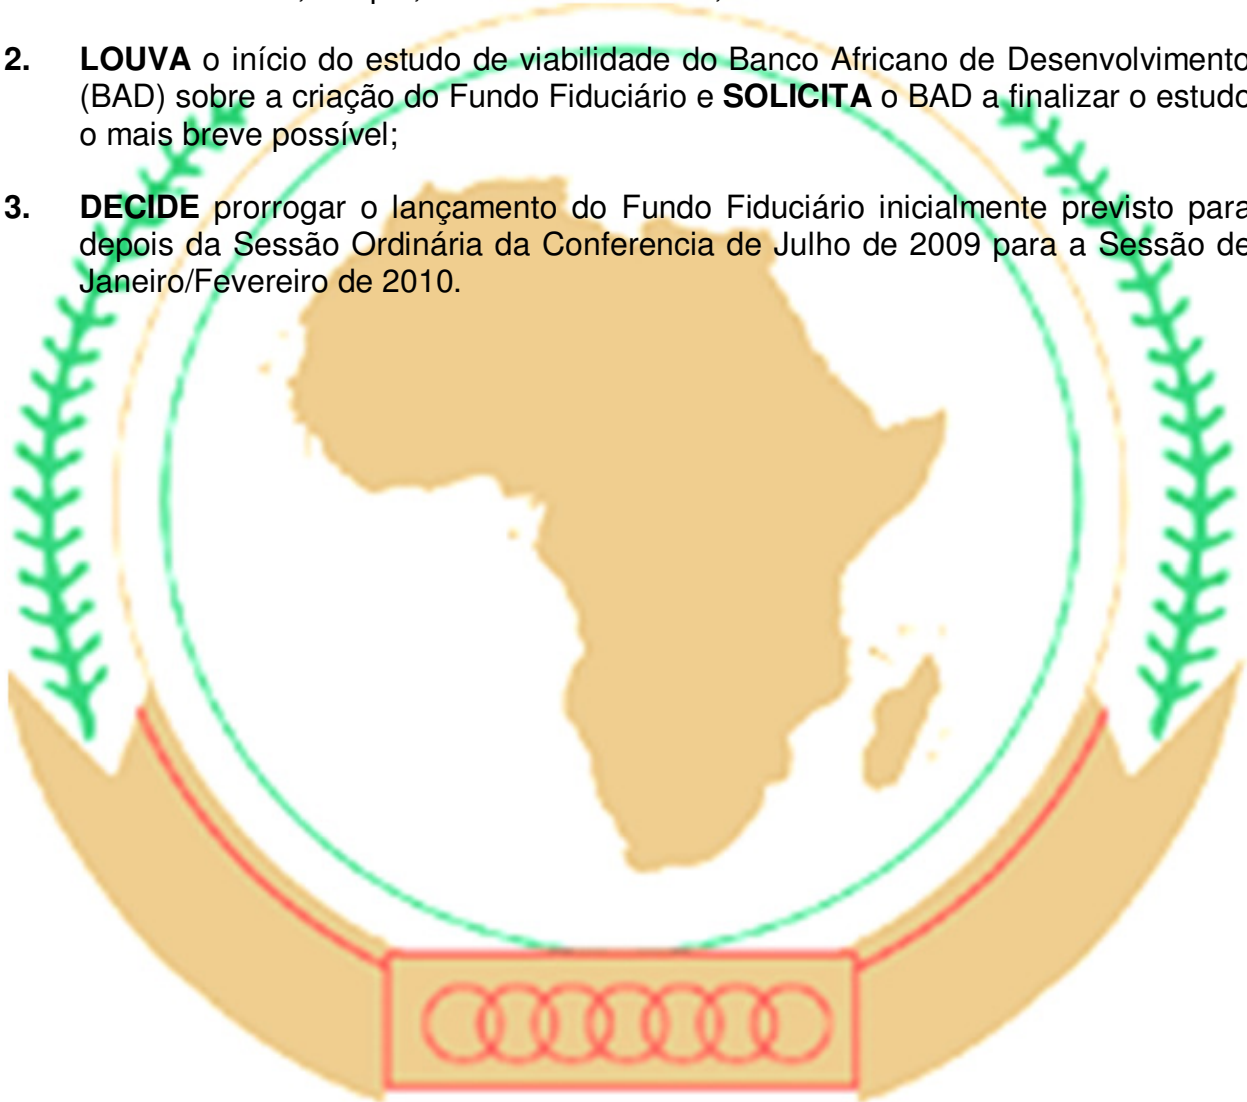 2. LOUVA o início do estudo de viabilidade do Banco Africano de Desenvolvimento
(BAD) sobre a criação do Fundo Fiduciário e SOLICITA o BAD a finalizar o estudo
o mais breve possível;
3. DECIDE prorrogar o lançamento do Fundo Fiduciário inicialmente previsto para
depois da Sessão Ordinária da Conferencia de Julho de 2009 para a Sessão de
Janeiro/Fevereiro de 2010.